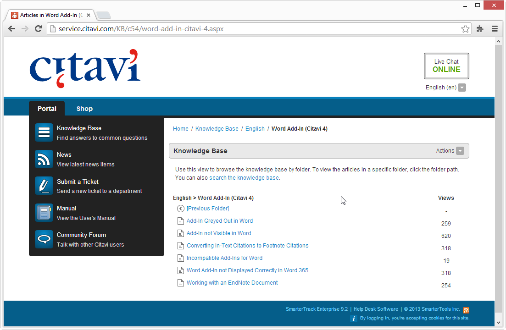 Articles in Word Add-In (
service.citavi.com/KB/c54/word-add-in-citavi-4.aspx
citavi
Live Chat
ONLINE
English (en)
Portal
Shop
Knowledge Base
Find answers to common questions
News
View latest news items
Submit a Ticket
Send a new ticket to a department
Manual
View the User's Manual
Community Forum
Talk with other Citavi users
Home / Knowledge Base / English / Word Add-In (Citavi 4)
Knowledge Base
Actions
Use this view to browse the knowledge base by folder. To view the articles in a specific folder, click the folder path.
You can also search the knowledge base.
English > Word Add-In (Citavi 4) Views
[Previous Folder] -
Add-In Greyed Out in Word 259
Add-In not Visible in Word 620
Converting In-Text Citations to Footnote Citations 318
Incompatible Add-Ins for Word 19
Word Add-In not Displayed Correctly in Word 365 318
Working with an EndNote Document 254
SmarterTrack Enterprise 9.2 | Help Desk Software | © 2013 SmarterTools Inc.
By logging in, you're accepting cookies for this site.